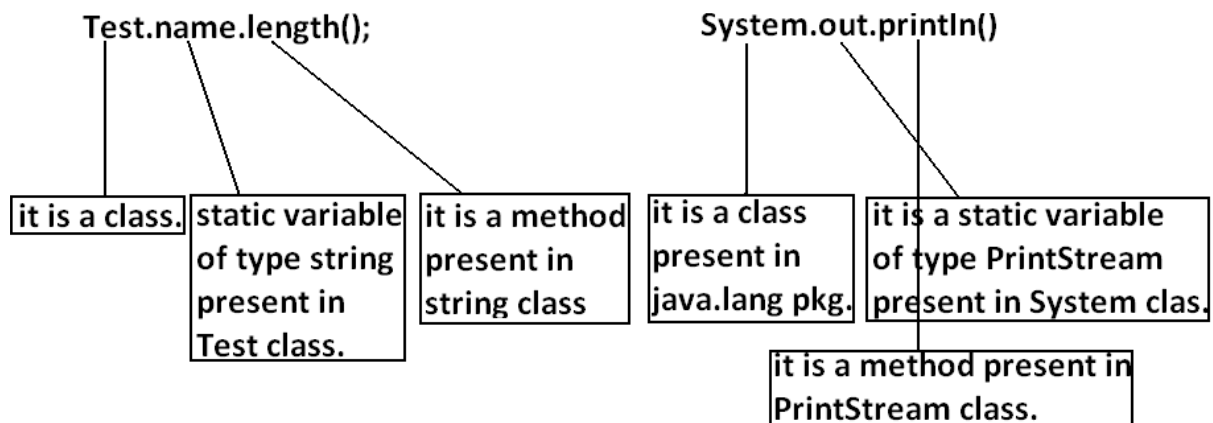 Test.name.length();
it is a class.
static variable
of type string
present in
Test class.
it is a method
present in
string class
System.out.println()
it is a class
present in
java.lang pkg.
it is a static variable
of type PrintStream
present in System clas.
it is a method present in
PrintStream class.